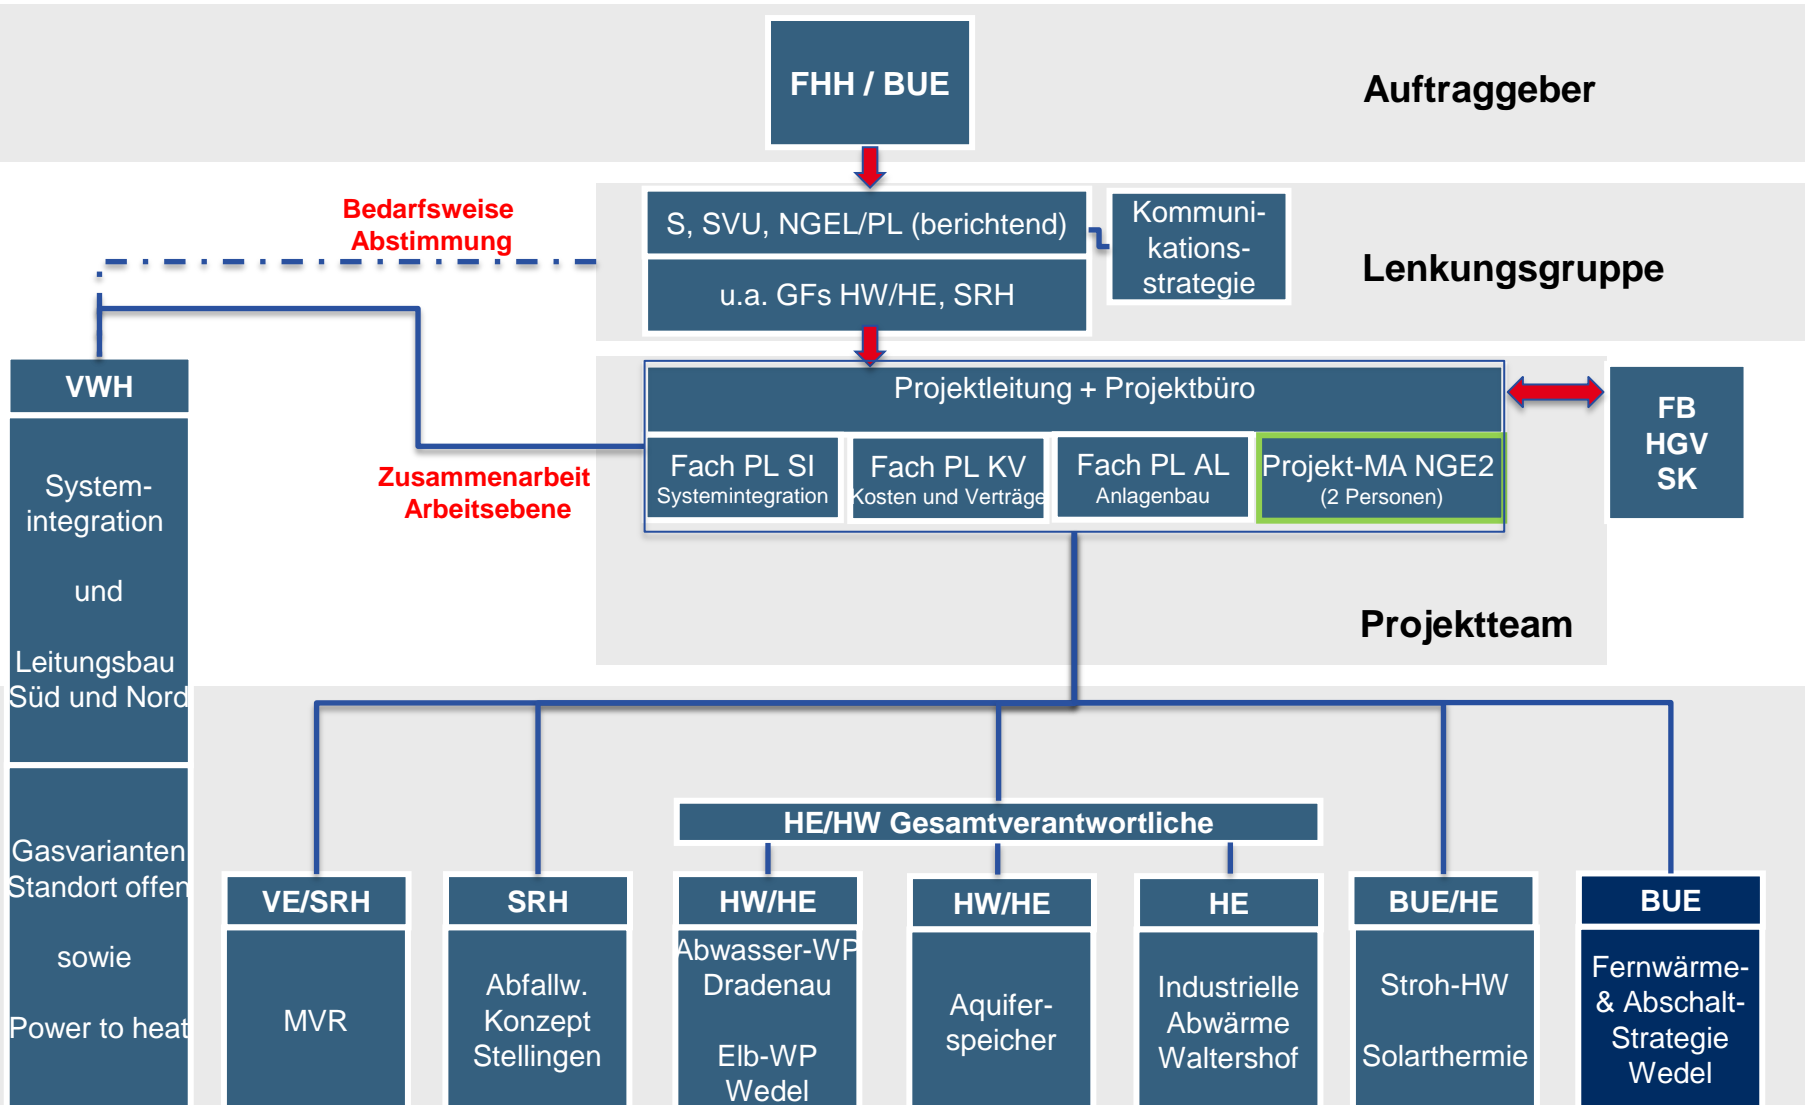 FHH / BUE
Auftraggeber
Bedarfsweise
Abstimmung
S, SVU, NGEL/PL (berichtend)
u.a. GFs HW/HE, SRH
Kommuni-
kations-
strategie
Lenkungsgruppe
VWH
System-
integration
und
Leitungsbau
Süd und Nord
Gasvarianten
Standort offen
sowie
Power to heat
Zusammenarbeit
Arbeitsebene
Projektleitung + Projektbüro
Fach PL SI
Systemintegration
Fach PL KV
Kosten und Verträge
Fach PL AL
Anlagenbau
Projekt-MA NGE2
(2 Personen)
FB
HGV
SK
Projektteam
HE/HW Gesamtverantwortliche
VE/SRH
MVR
SRH
Abfallw.
Konzept
Stellingen
HW/HE
Abwasser-WP
Dradenau
Elb-WP
Wedel
HW/HE
Aquifer-
speicher
HE
Industrielle
Abwärme
Waltershof
BUE/HE
Stroh-HW
Solarthermie
BUE
Fernwärme-
& Abschalt-
Strategie
Wedel